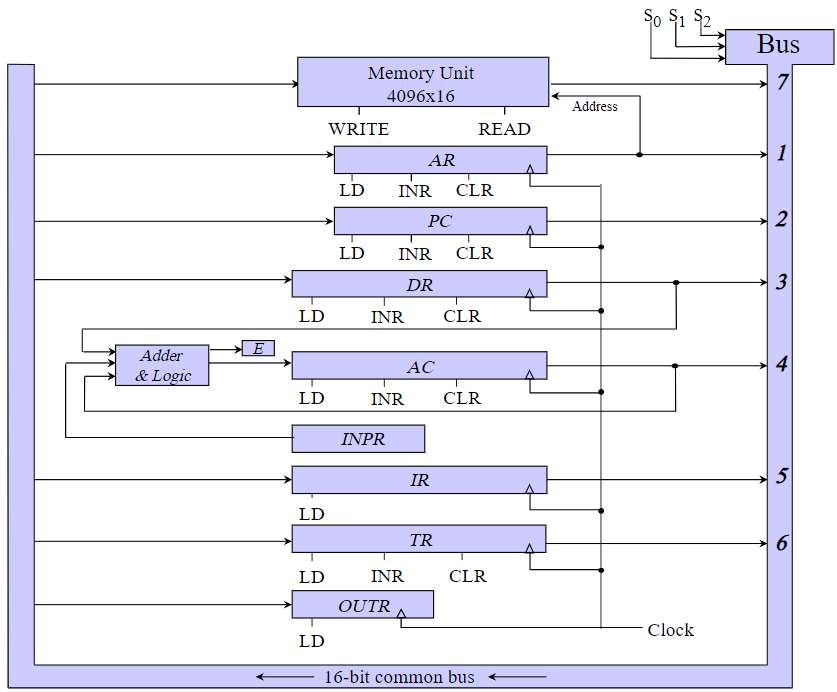 S0 S1 S2
Bus
Memory Unit
4096x16
7
Address
WRITE READ
AR
1
LD INR CLR
PC
2
LD INR CLR
DR
3
LD INR CLR
E
Adder
& Logic
AC
4
LD INR CLR
INPR
IR
5
LD
TR
6
LD INR CLR
OUTR
Clock
LD
16-bit common bus